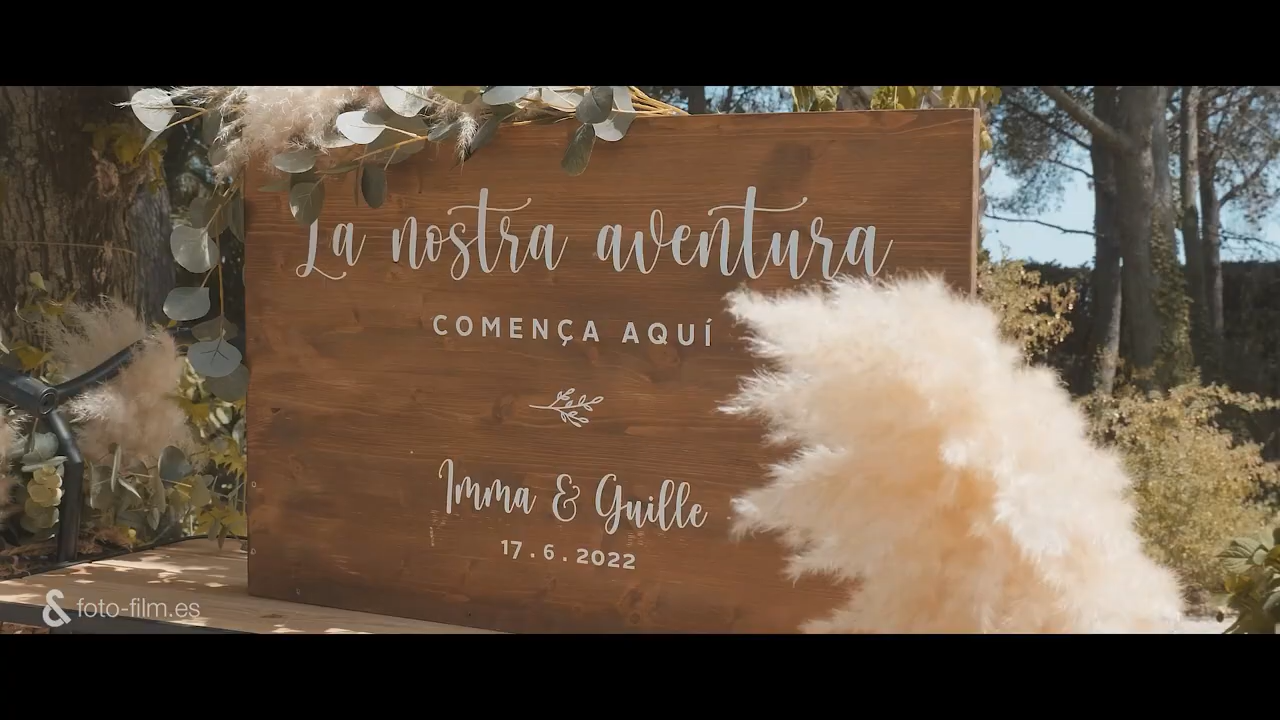 La nostra aventura
COMENÇA AQUÍ
Imma & Guille
17.6.2022
& foto-film.es